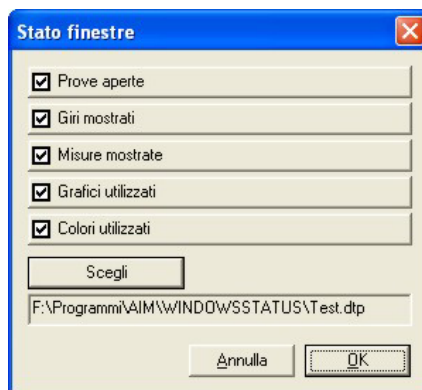 Stato finestre
Prove aperte
Giri mostrati
Misure mostrate
Grafici utilizzati
Colori utilizzati
Scegli
F:\Programmi\AIM\WINDOWSSTATUS\Test.dtp
Annulla OK